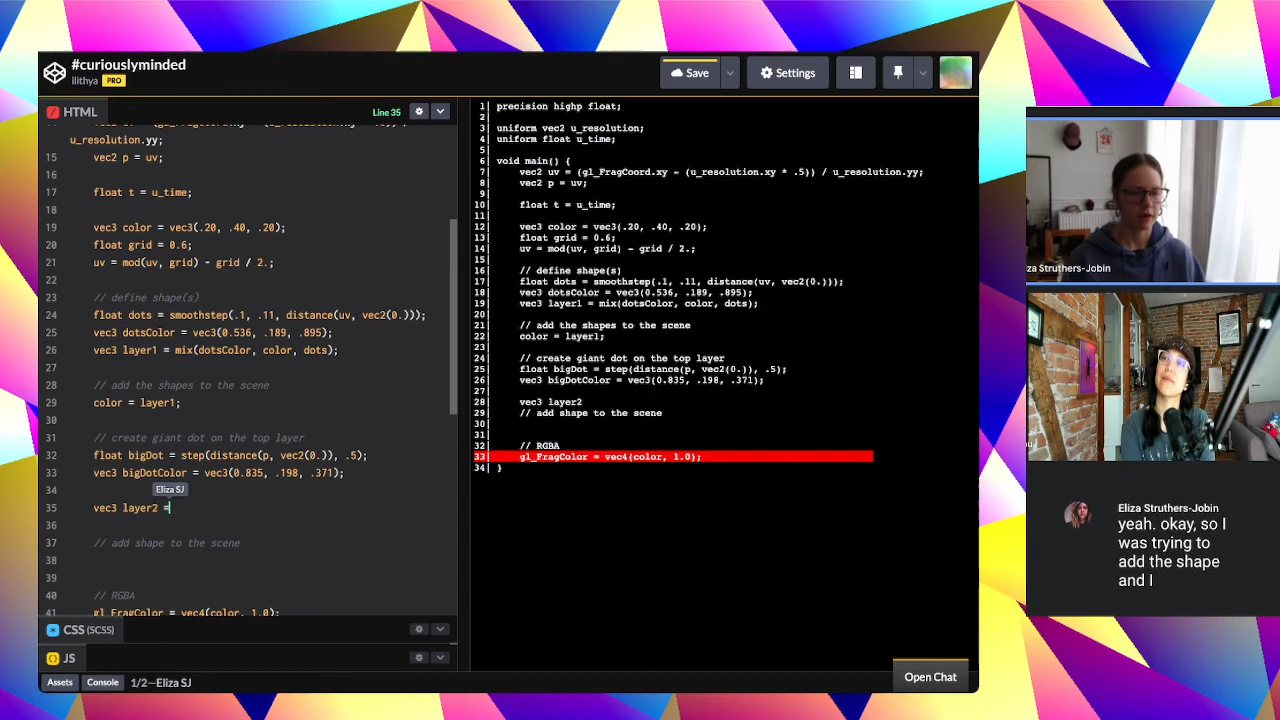 #curiouslyminded
ilithya PRO
Save
Settings
HTML
Line 35
u_resolution.yy;
15 vec2 p = uv;
16
17 float t = u_time;
18
19 vec3 color = vec3(.20, .40, .20);
20 float grid = 0.6;
21 uv = mod(uv, grid) - grid / 2.;
22
23 // define shape(s)
24 float dots = smoothstep(.1, .11, distance(uv, vec2(0.)));
25 vec3 dotsColor = vec3(0.536, .189, .895);
26 vec3 layer1 = mix(dotsColor, color, dots);
27
28 // add the shapes to the scene
29 color = layer1;
30
31 // create giant dot on the top layer
32 float bigDot = step(distance(p, vec2(0.)), .5);
33 vec3 bigDotColor = vec3(0.835, .198, .371);
34
Eliza SJ
35 vec3 layer2 =
36
37 // add shape to the scene
38
39
40 // RGBA
41 gl_FragColor = vec4(color, 1.0);
CSS (SCSS)
JS
Assets
Console
1/2—Eliza SJ
1 precision highp float;
2
3 uniform vec2 u_resolution;
4 uniform float u_time;
5
6 void main() {
7 vec2 uv = (gl_FragCoord.xy - (u_resolution.xy * .5)) / u_resolution.yy;
8 vec2 p = uv;
9
10 float t = u_time;
11
12 vec3 color = vec3(.20, .40, .20);
13 float grid = 0.6;
14 uv = mod(uv, grid) - grid / 2.;
15
16 // define shape(s)
17 float dots = smoothstep(.1, .11, distance(uv, vec2(0.)));
18 vec3 dotsColor = vec3(0.536, .189, .895);
19 vec3 layer1 = mix(dotsColor, color, dots);
20
21 // add the shapes to the scene
22 color = layer1;
23
24 // create giant dot on the top layer
25 float bigDot = step(distance(p, vec2(0.)), .5);
26 vec3 bigDotColor = vec3(0.835, .198, .371);
27
28 vec3 layer2
29 // add shape to the scene
30
31
32 // RGBA
33 gl_FragColor = vec4(color, 1.0);
34 }
Open Chat
24
Struthers-Jobin
Eliza Struthers-Jobin
yeah. okay, so I
was trying to
add the shape
and I